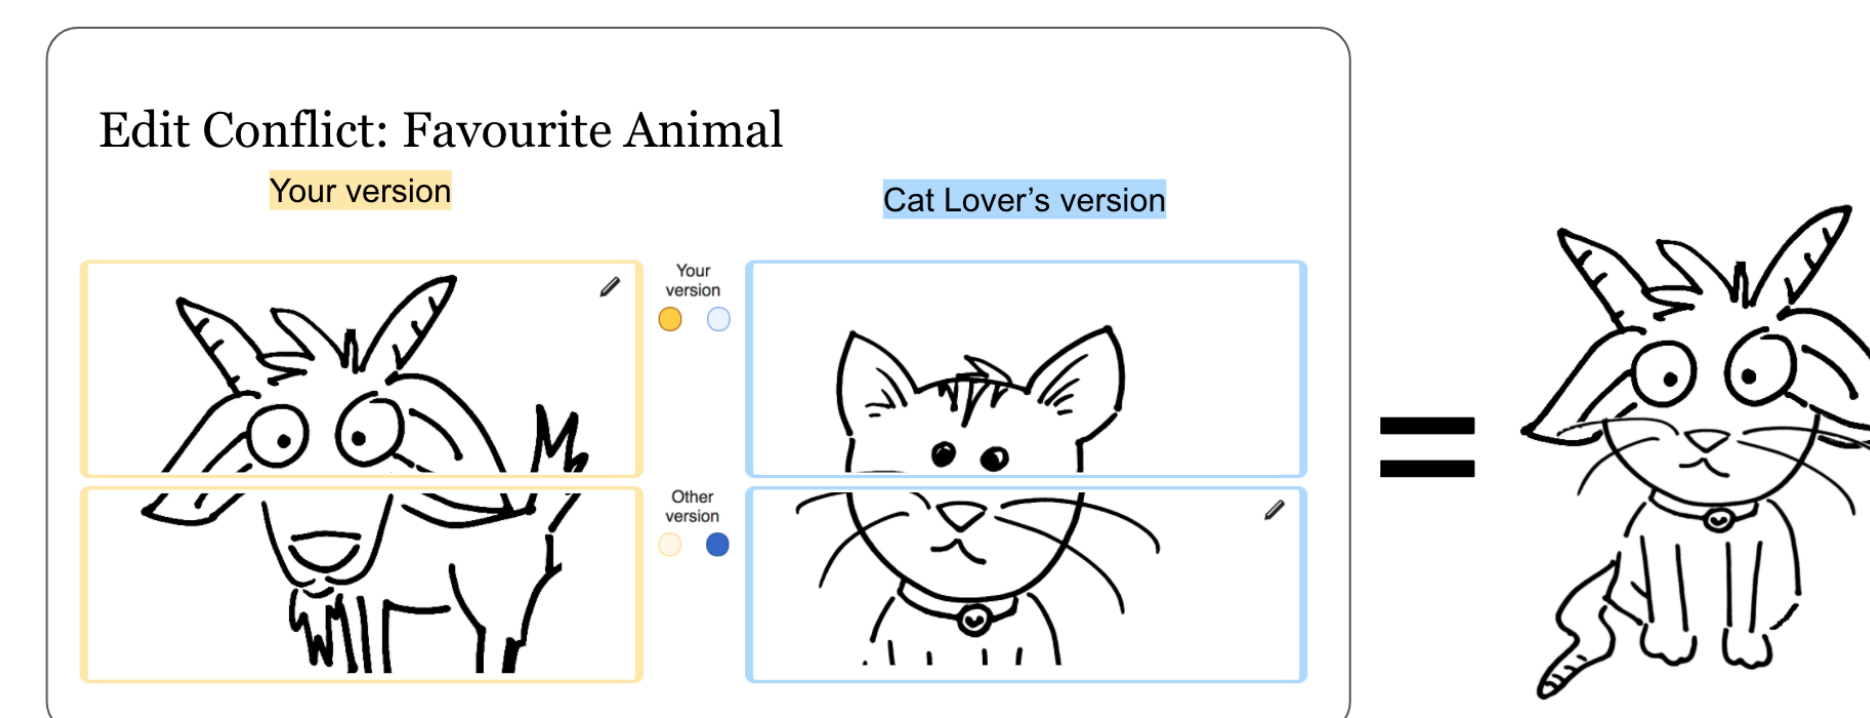 Edit Conflict: Favourite Animal
Your version
Cat Lover’s version
Your
version
Other
version